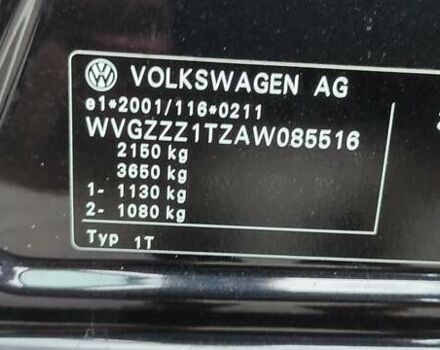 VOLKSWAGEN AG
e1*2001/116*0211
WVGZZZ1TZAW085516
2150 kg
3650 kg
1- 1130 kg
2- 1080 kg
Typ 1T